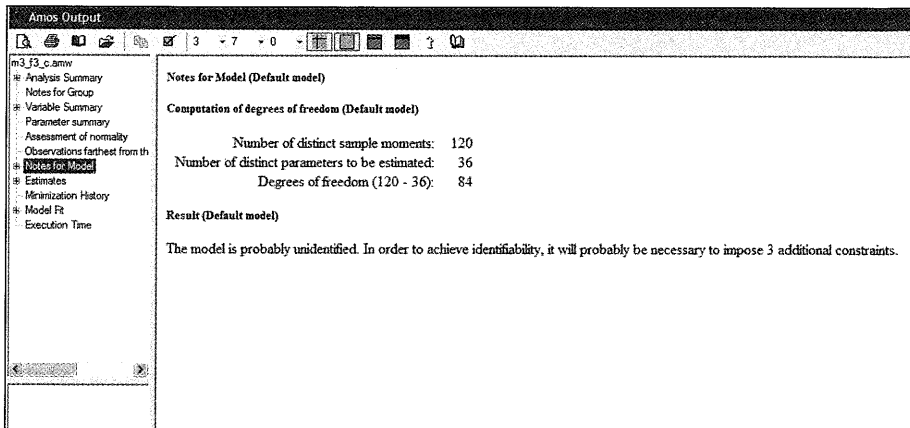 Amos Output
3 7 0
m3_f3_c.amw
Analysis Summary
Notes for Group
Variable Summary
Parameter summary
Assessment of normality
Observations farthest from th
Notes for Model
Estimates
Minimization History
Model Fit
Execution Time
Notes for Model (Default model)
Computation of degrees of freedom (Default model)
Number of distinct sample moments: 120
Number of distinct parameters to be estimated: 36
Degrees of freedom (120 - 36): 84
Result (Default model)
The model is probably unidentified. In order to achieve identifiability, it will probably be necessary to impose 3 additional constraints.